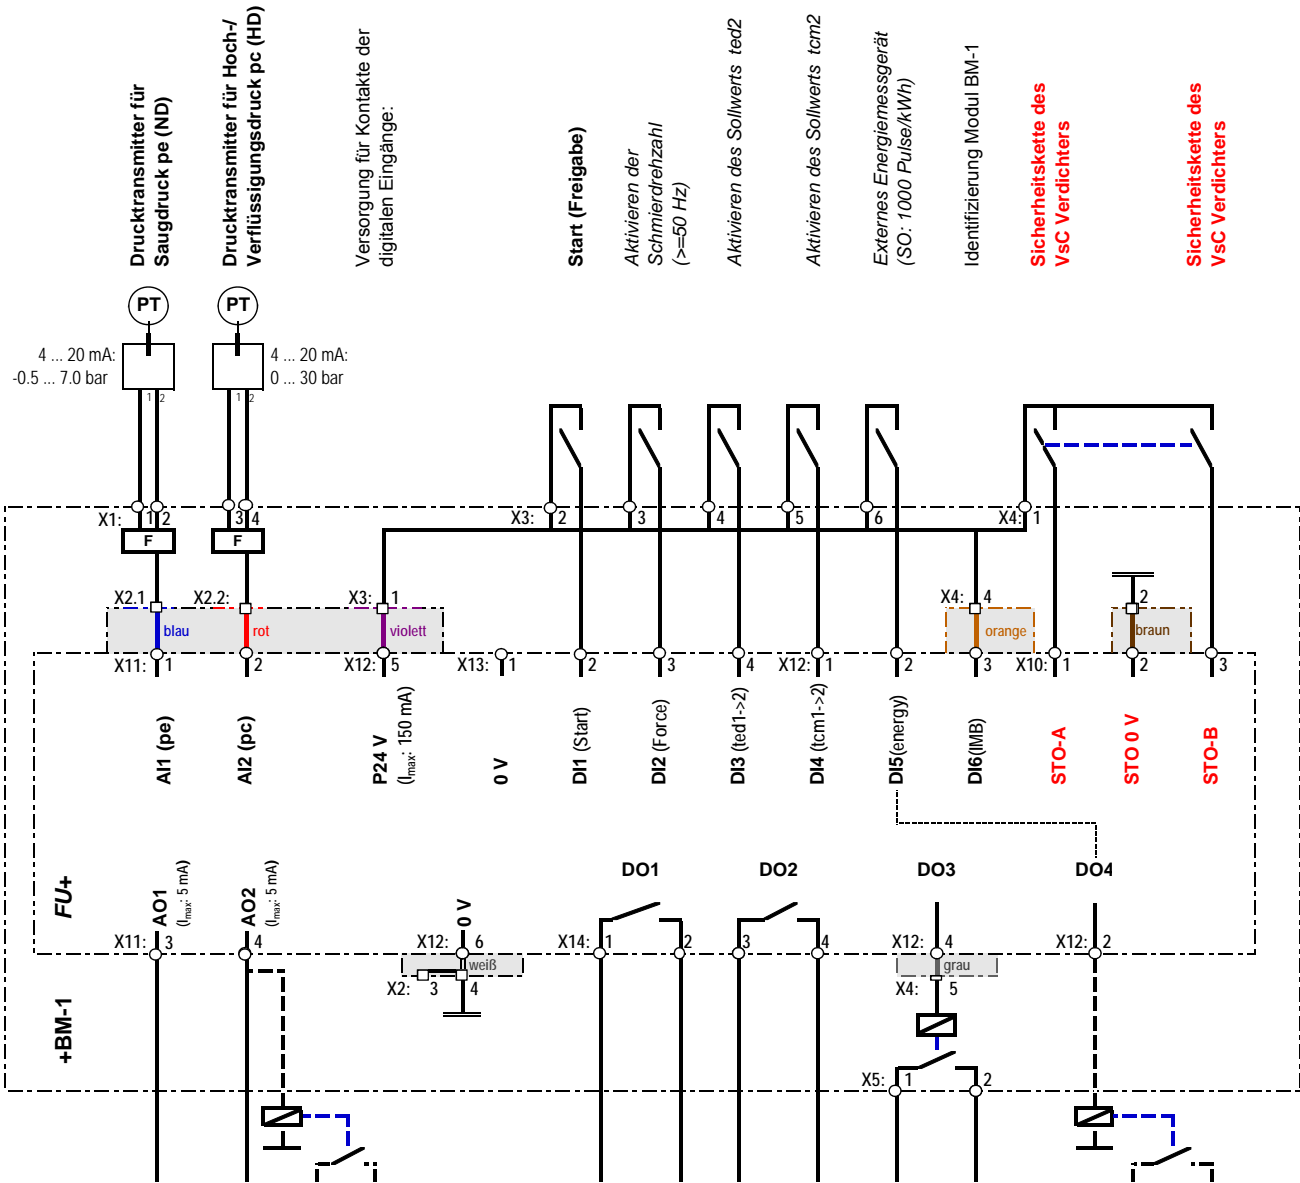 Drucktransmitter für
Saugdruck pe (ND)
Drucktransmitter für Hoch-/
Verflüssigungsdruck pc (HD)
Versorgung für Kontakte der
digitalen Eingänge:
Start (Freigabe)
Aktivieren der
Schmierdrehzahl
(>=50 Hz)
Aktivieren des Sollwerts ted2
Aktivieren des Sollwerts tcm2
Externes Energiemessgerät
(SO: 1000 Pulse/kWh)
Identifizierung Modul BM-1
Sicherheitskette des
VsC Verdichters
Sicherheitskette des
VsC Verdichters
PT
PT
4 ... 20 mA:
-0.5 ... 7.0 bar
4 ... 20 mA:
0 ... 30 bar
1 2
1 2
X1: 1 2 3 4
X3: 2 3 4 5 6
X4: 1
F
F
X2.1
X2.2:
X3: 1
X4: 4
2
blau
rot
violett
orange
braun
X11: 1 2
X12: 5
X13: 1 2 3 4
X12: 1 2 3
X10: 1 2 3
AI1 (pe)
AI2 (pc)
P24 V
(Imax: 150 mA)
0 V
DI1 (Start)
DI2 (Force)
DI3 (ted1->2)
DI4 (tcm1->2)
DI5(energy)
DI6(IMB)
STO-A
STO 0 V
STO-B
FU+
AO1
(Imax: 5 mA)
AO2
(Imax: 5 mA)
0 V
DO1
DO2
DO3
DO4
X11: 3 4
X12: 6
X14: 1 2 3 4
X12: 4
X12: 2
weiß
grau
X2: 3 4
X4: 5
+BM-1
X5: 1 2